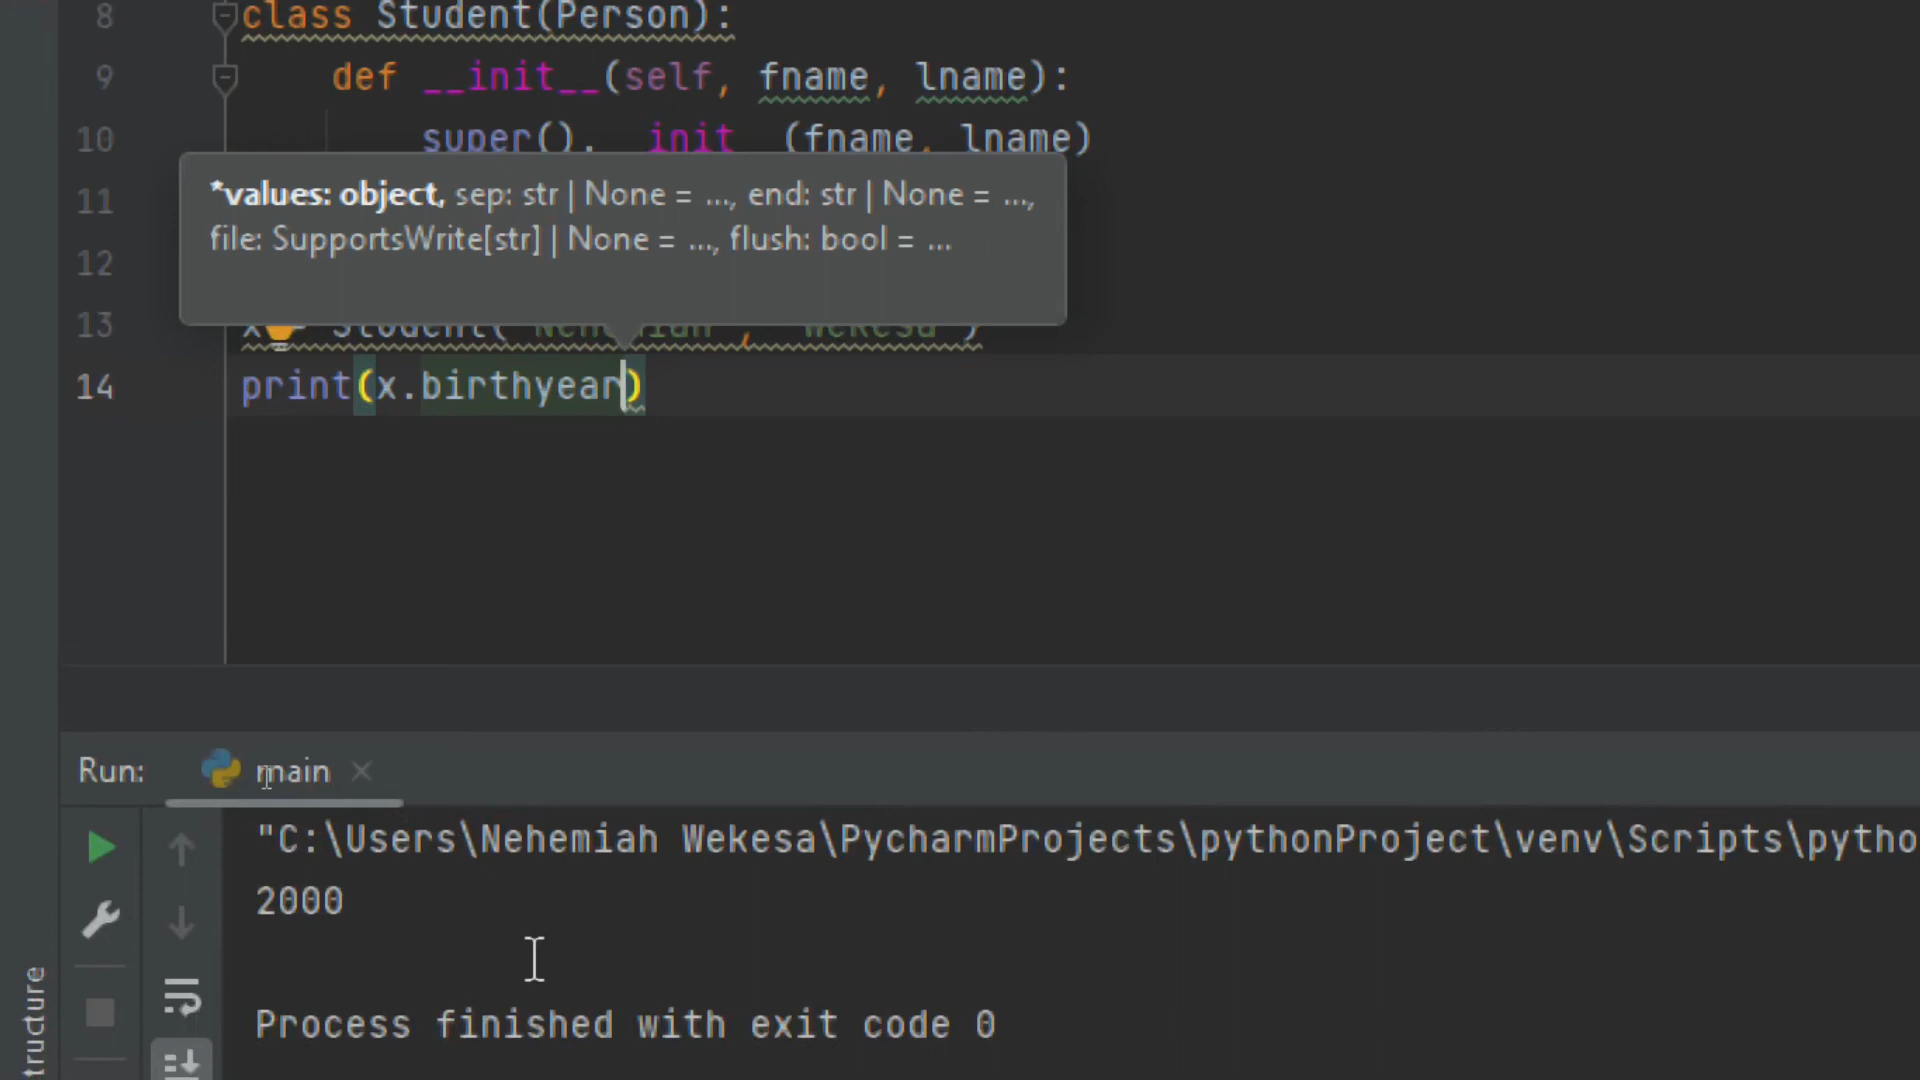 8 class Student(Person):
9 def __init__(self, fname, lname):
10 super().__init__(fname, lname)
*values: object, sep: str | None = ..., end: str | None = ...,
file: SupportsWrite[str] | None = ..., flush: bool = ...
11
12
13 x = Student("Nehemiah", "Wekesa")
14 print(x.birthyear)
Run: main
"C:\Users\Nehemiah Wekesa\PycharmProjects\pythonProject\venv\Scripts\pytho
2000
Process finished with exit code 0
tructure